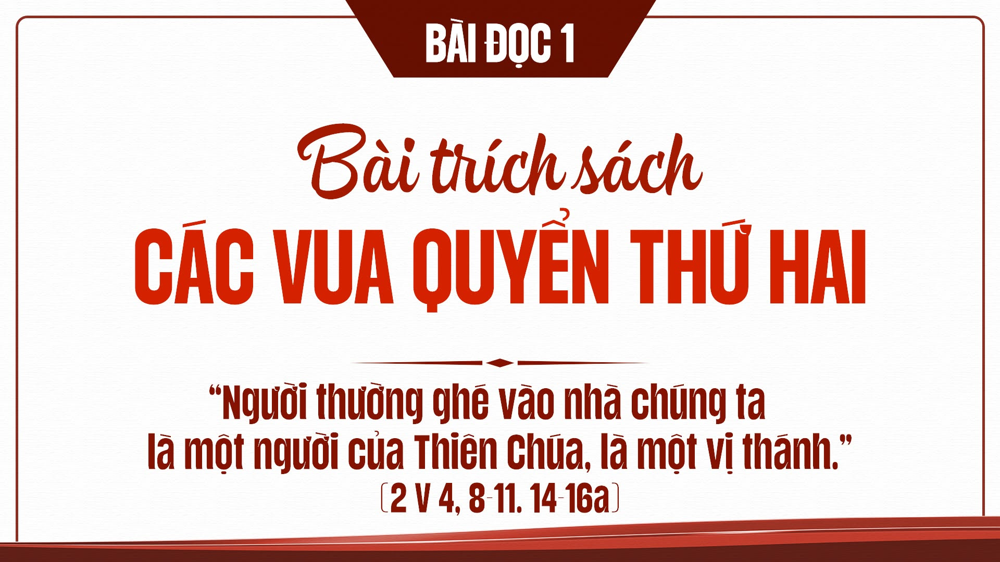 BÀI ĐỌC 1
Bài trích sách
CÁC VUA QUYỂN THỨ HAI
“Người thường ghé vào nhà chúng ta
là một người của Thiên Chúa, là một vị thánh.”
(2 V 4, 8-11. 14-16a)